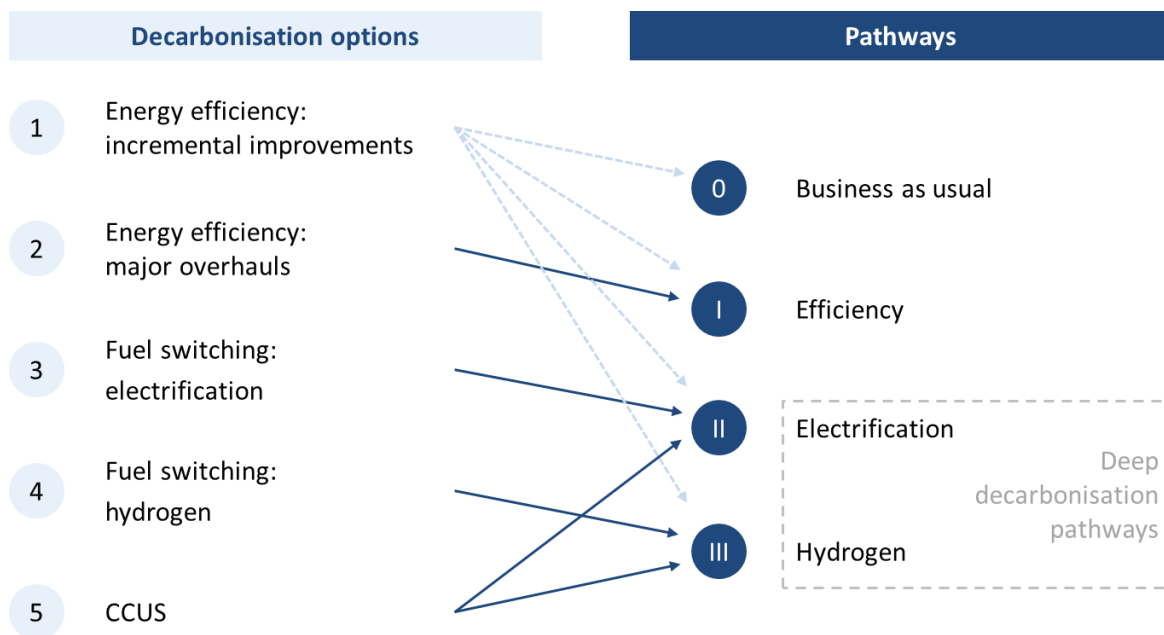 Decarbonisation options
Pathways
1
Energy efficiency:
incremental improvements
2
Energy efficiency:
major overhauls
3
Fuel switching:
electrification
4
Fuel switching:
hydrogen
5
CCUS
0
Business as usual
I
Efficiency
II
Electrification
III
Hydrogen
Deep
decarbonisation
pathways